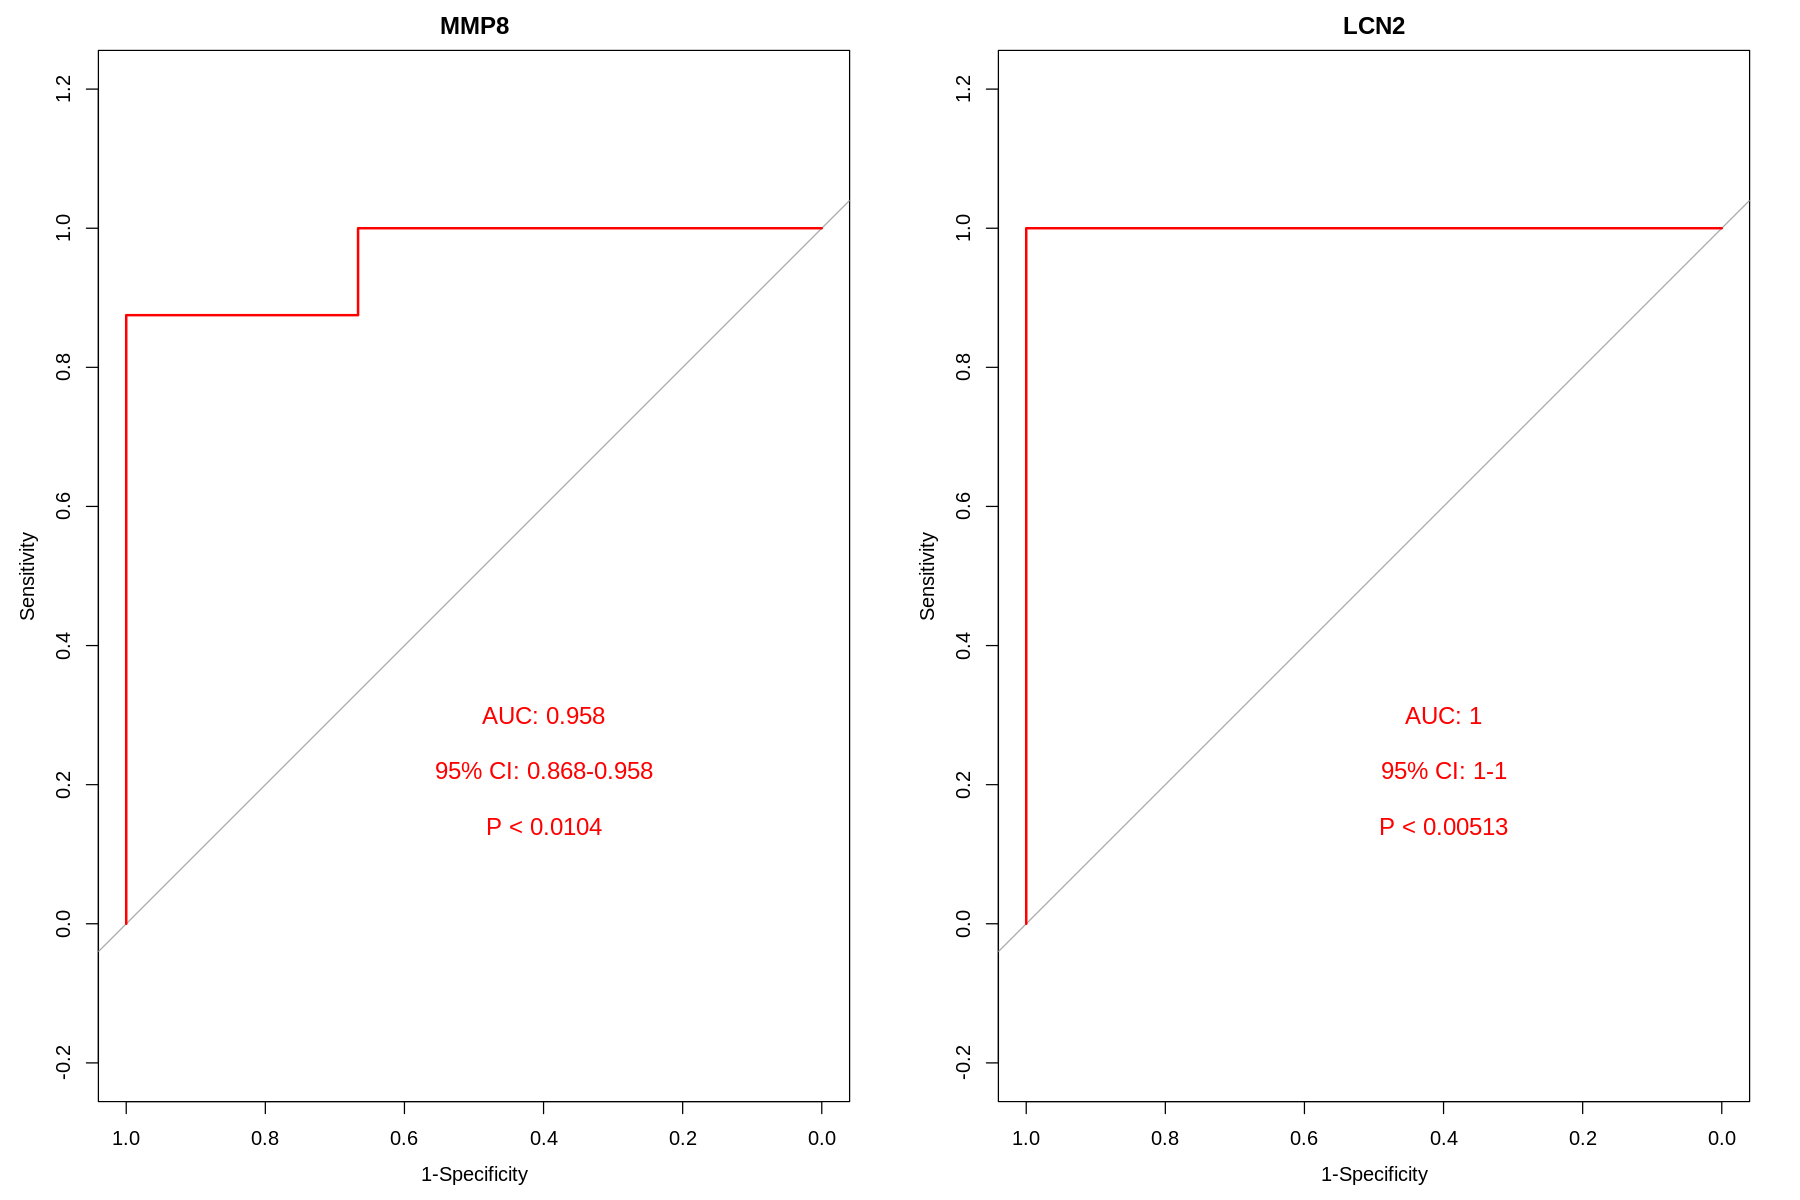 MMP8
1.2
1.0
0.8
0.6
0.4
0.2
0.0
-0.2
Sensitivity
AUC: 0.958
95% CI: 0.868-0.958
P < 0.0104
1.0 0.8 0.6 0.4 0.2 0.0
1-Specificity
LCN2
1.2
1.0
0.8
0.6
0.4
0.2
0.0
-0.2
Sensitivity
AUC: 1
95% CI: 1-1
P < 0.00513
1.0 0.8 0.6 0.4 0.2 0.0
1-Specificity